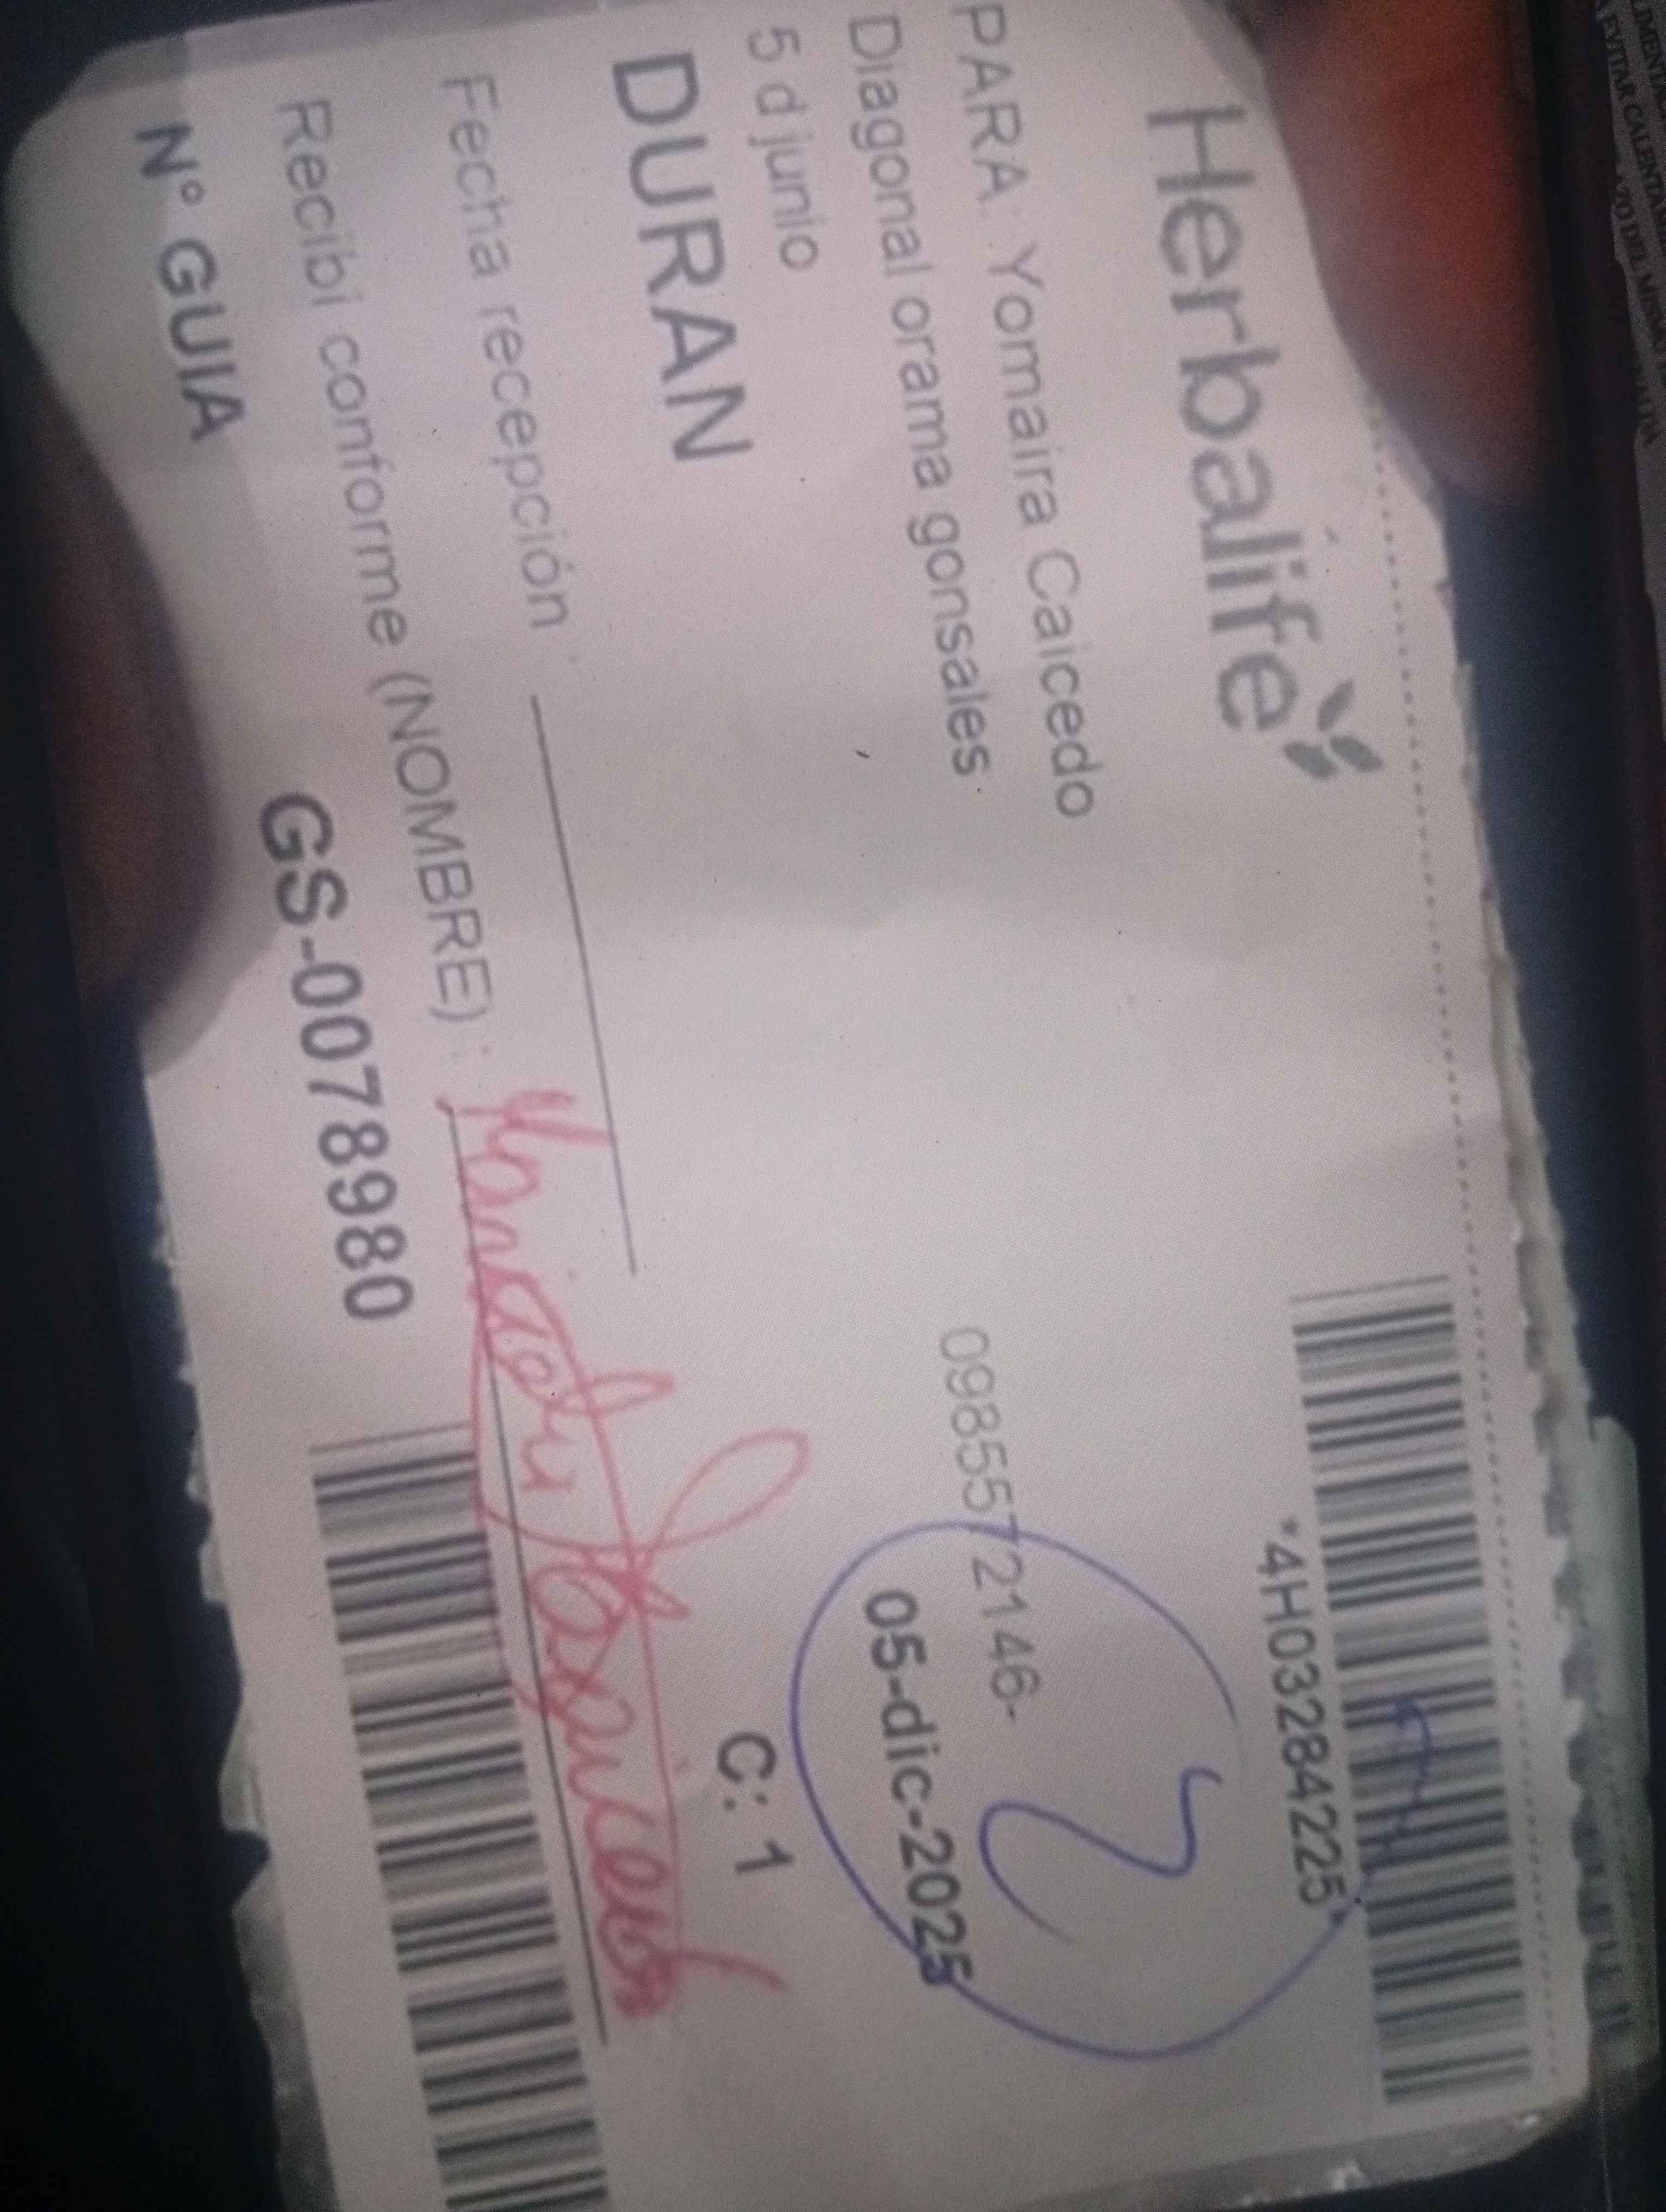 Herbalife
*4H03284225*
PARA: Yomaira Caicedo
Diagonal orama gonsales
0985572146-
2
5 d junio
05-dic-2025
DURAN
C: 1
Fecha recepción :
Recibi conforme (NOMBRE) :
N° GUIA
GS-00789980